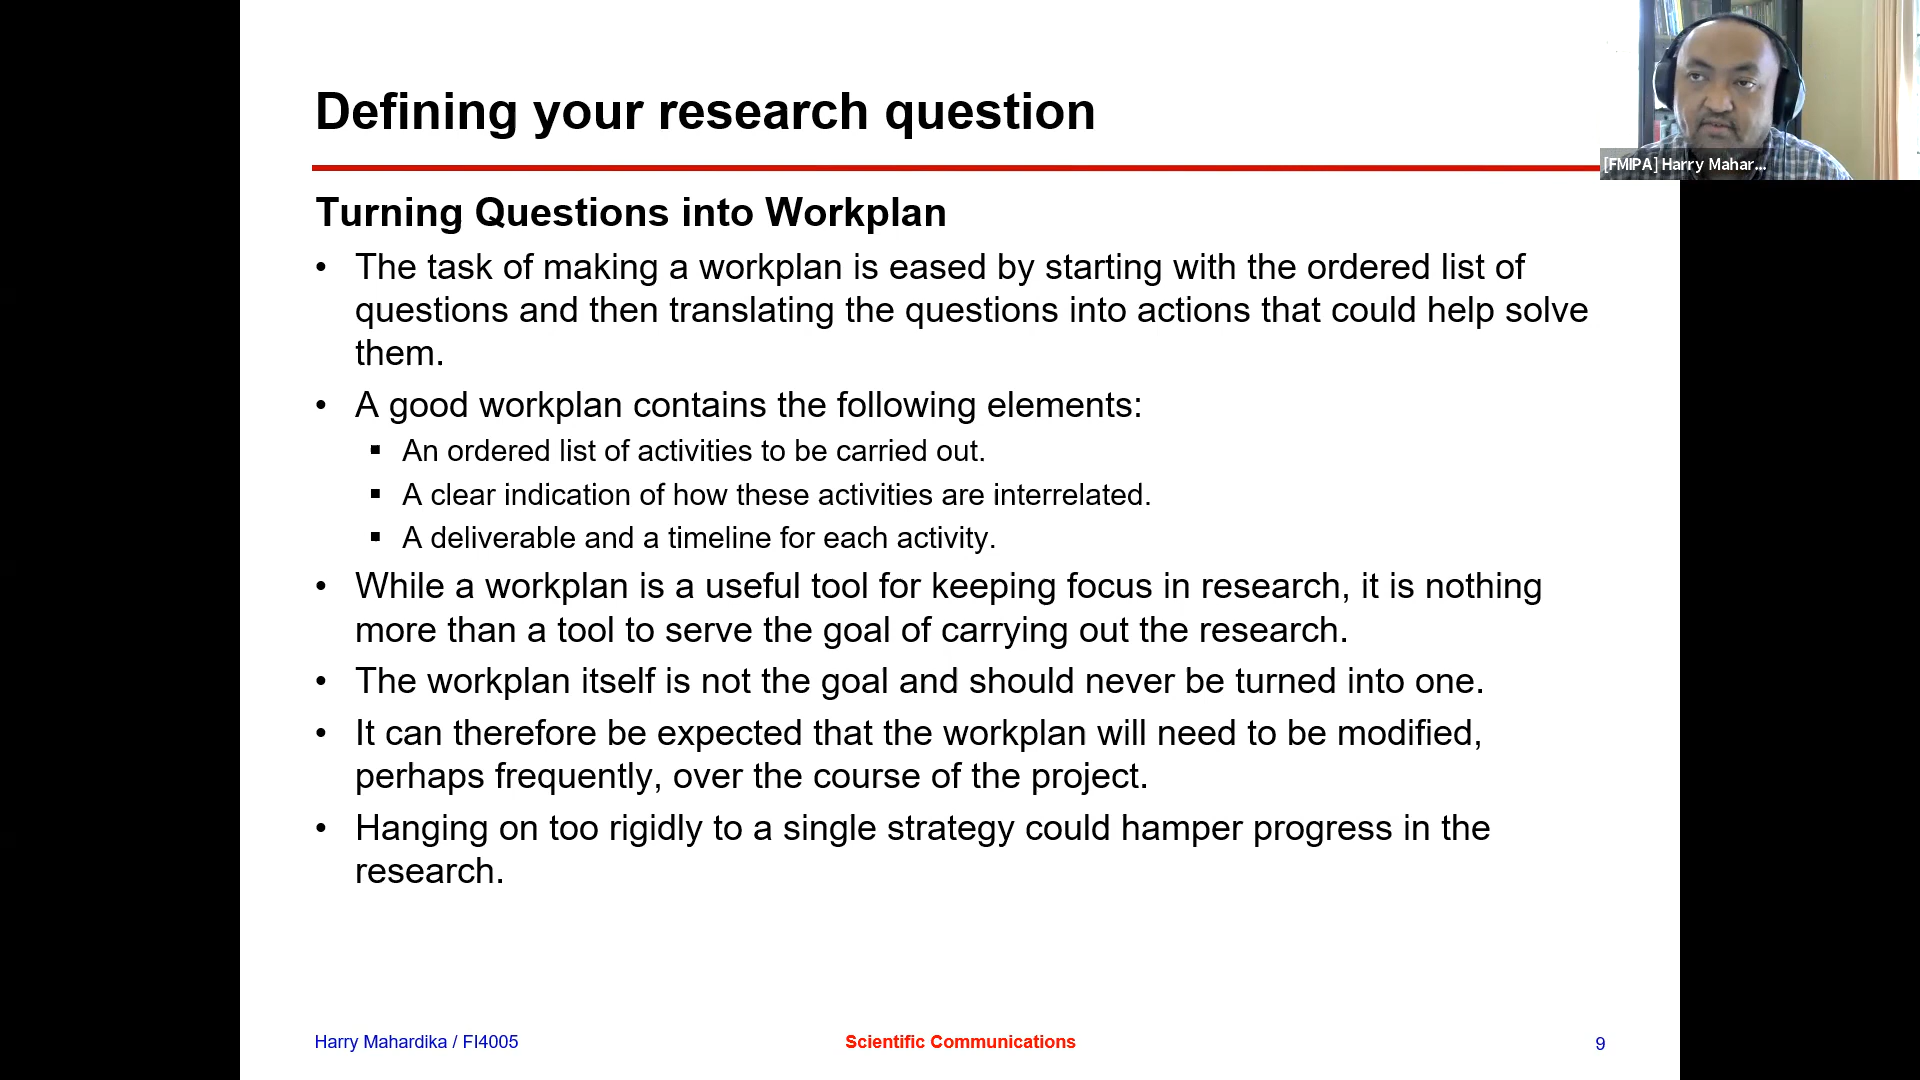 Defining your research question
[FMIPA] Harry Mahar...
Turning Questions into Workplan
• The task of making a workplan is eased by starting with the ordered list of
questions and then translating the questions into actions that could help solve
them.
• A good workplan contains the following elements:
▪ An ordered list of activities to be carried out.
▪ A clear indication of how these activities are interrelated.
▪ A deliverable and a timeline for each activity.
• While a workplan is a useful tool for keeping focus in research, it is nothing
more than a tool to serve the goal of carrying out the research.
• The workplan itself is not the goal and should never be turned into one.
• It can therefore be expected that the workplan will need to be modified,
perhaps frequently, over the course of the project.
• Hanging on too rigidly to a single strategy could hamper progress in the
research.
Harry Mahardika / FI4005
Scientific Communications
9